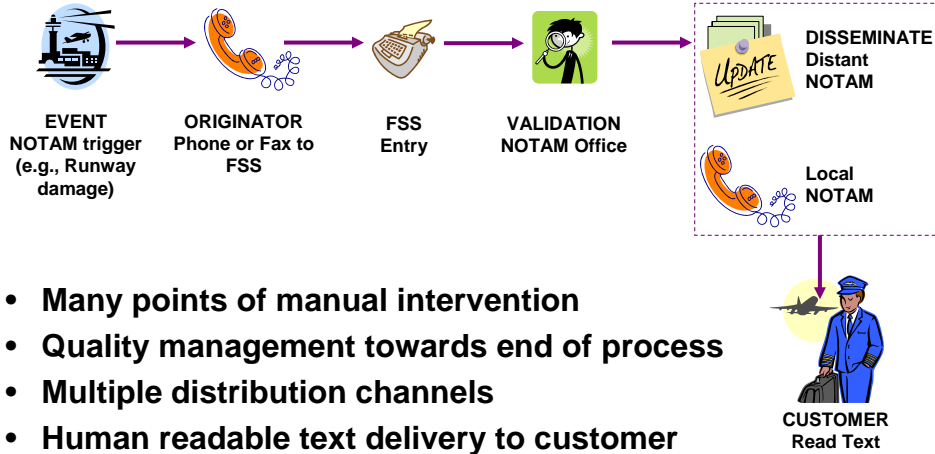 EVENT
NOTAM trigger
(e.g., Runway
damage)
ORIGINATOR
Phone or Fax to
FSS
FSS
Entry
VALIDATION
NOTAM Office
UPDATE
DISSEMINATE
Distant
NOTAM
Local
NOTAM
• Many points of manual intervention
• Quality management towards end of process
• Multiple distribution channels
• Human readable text delivery to customer
CUSTOMER
Read Text